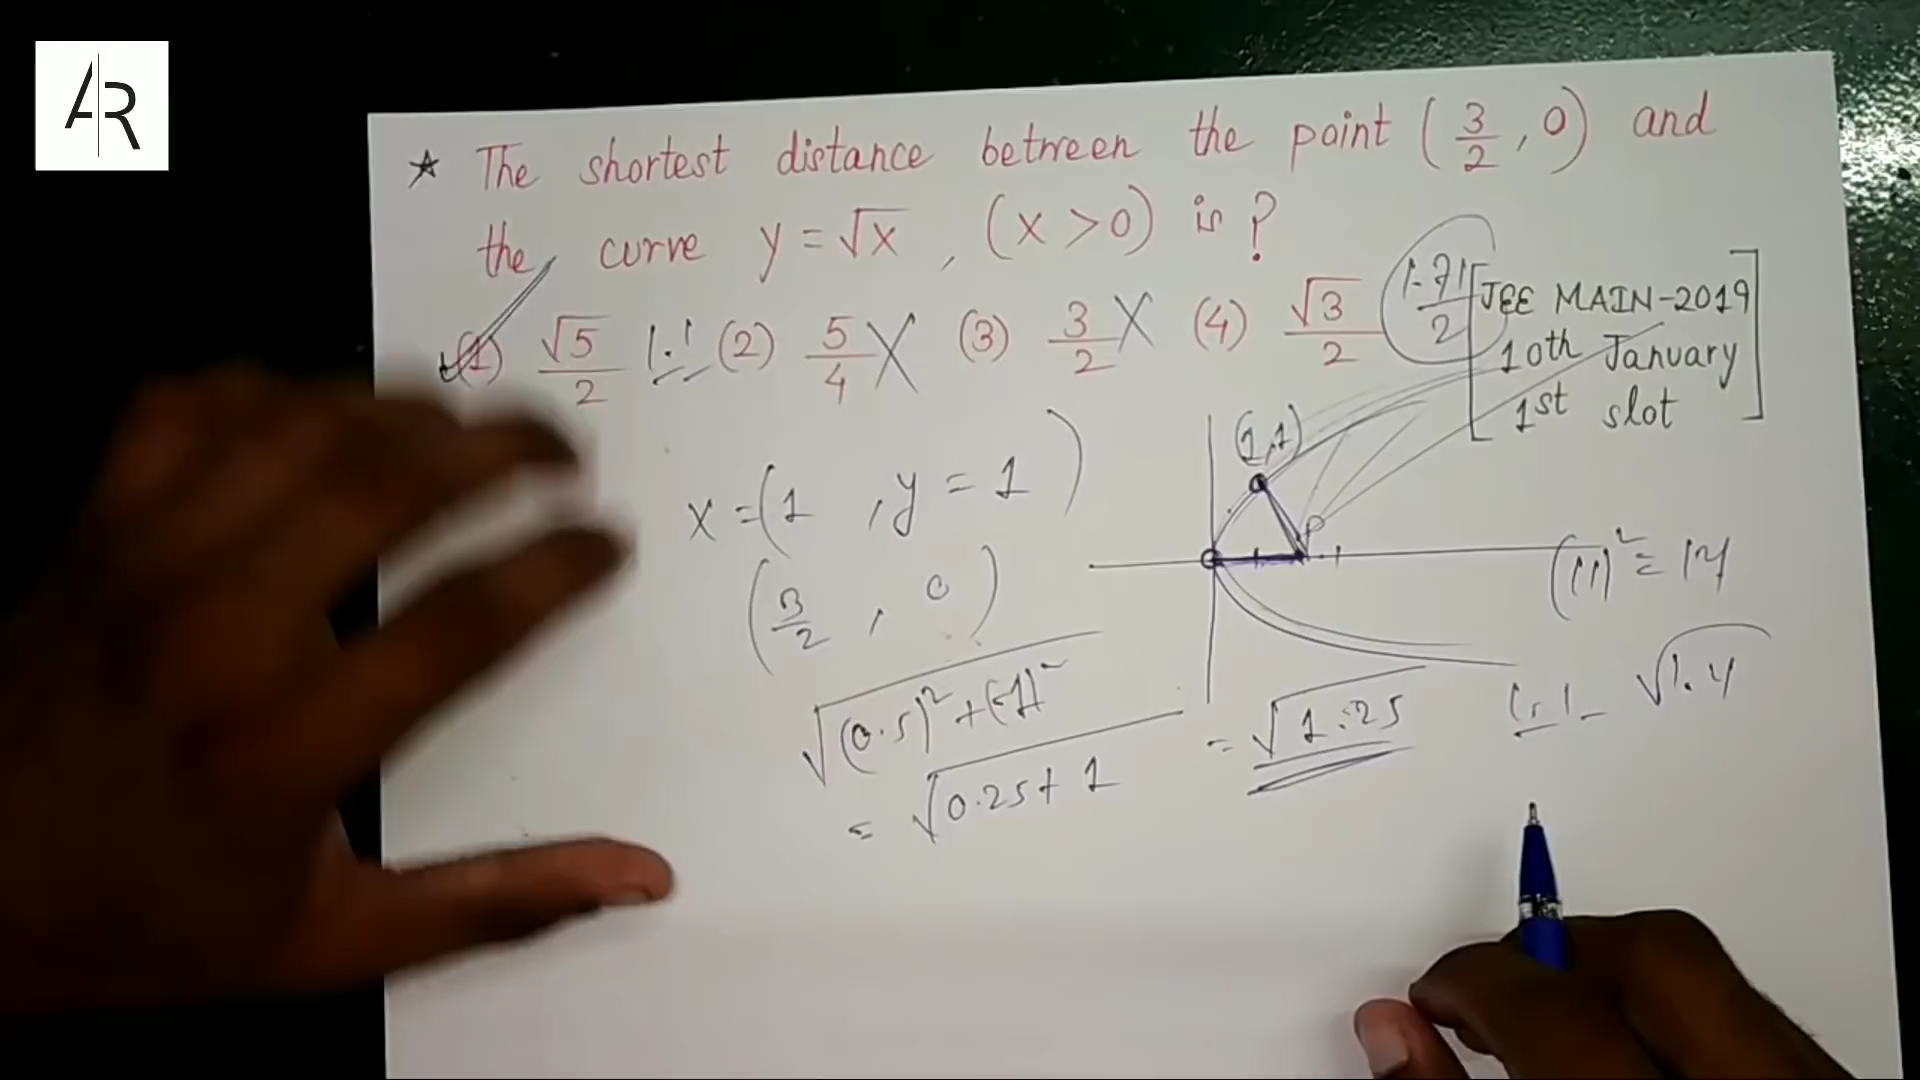 AR
★ The shortest distance between the point (3/2, 0) and
the curve y = √x , (x > 0) is ?
(1) √5/2 1.1 (2) 5/4 X (3) 3/2 X (4) √3/2 1.71/2
[JEE MAIN-2019
10th January
1st slot]
(1,1)
x = (1 , y = 1)
P
(3/2 , 0)
(11)² = 14
√(0.5)² + (-1)²
= √0.25 + 1
= √1.25
1.1
√1.4